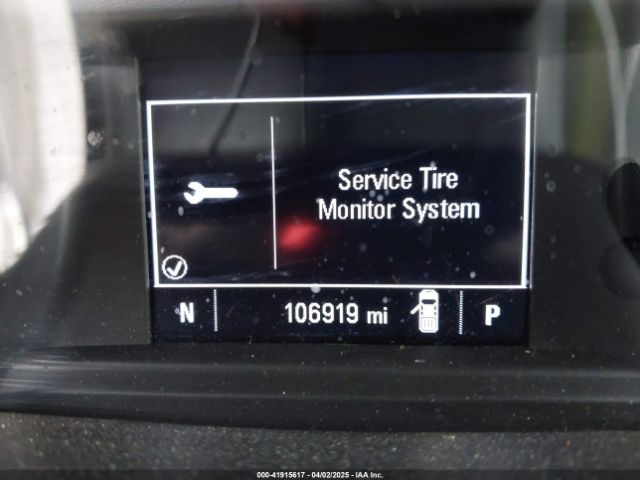 Service Tire
Monitor System
N 106919 mi P
000-41915617 - 04/02/2025 - IAA Inc.